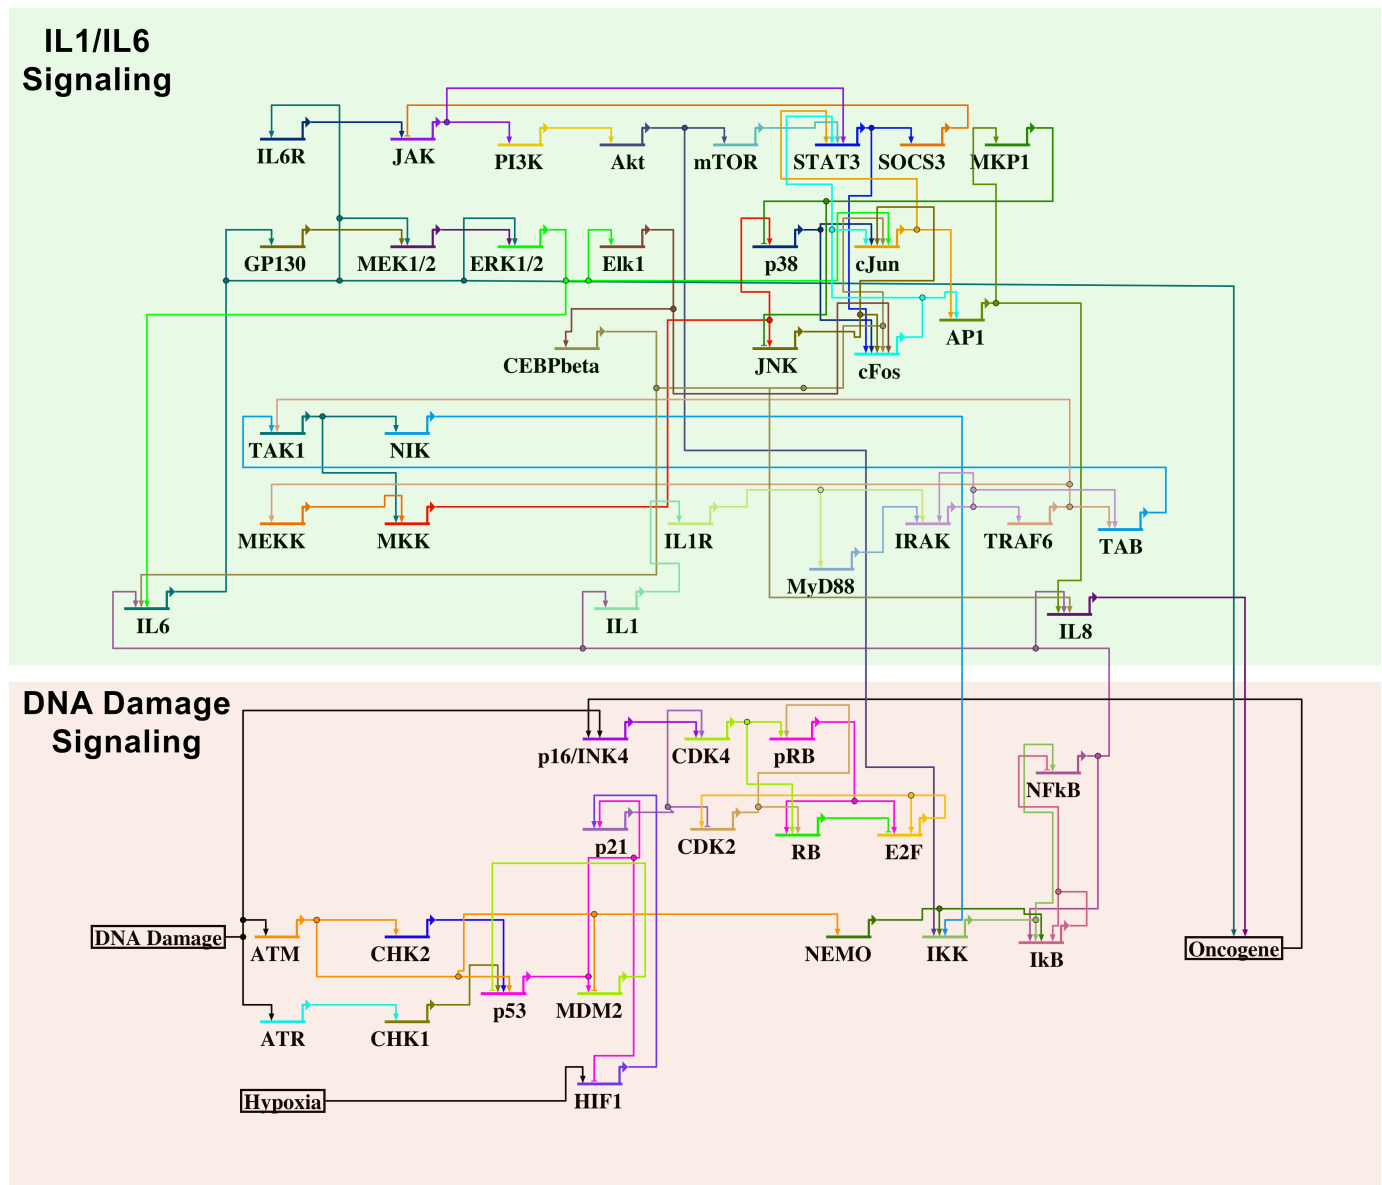 IL1/IL6
Signaling
IL6R
JAK
PI3K
Akt
mTOR
STAT3
SOCS3
MKP1
GP130
MEK1/2
ERK1/2
Elk1
p38
cJun
AP1
CEBPbeta
JNK
cFos
TAK1
NIK
MEKK
MKK
IL1R
IRAK
TRAF6
TAB
MyD88
IL6
IL1
IL8
DNA Damage
Signaling
p16/INK4
CDK4
pRB
NFkB
p21
CDK2
RB
E2F
DNA Damage
ATM
CHK2
NEMO
IKK
IkB
Oncogene
p53
MDM2
ATR
CHK1
Hypoxia
HIF1